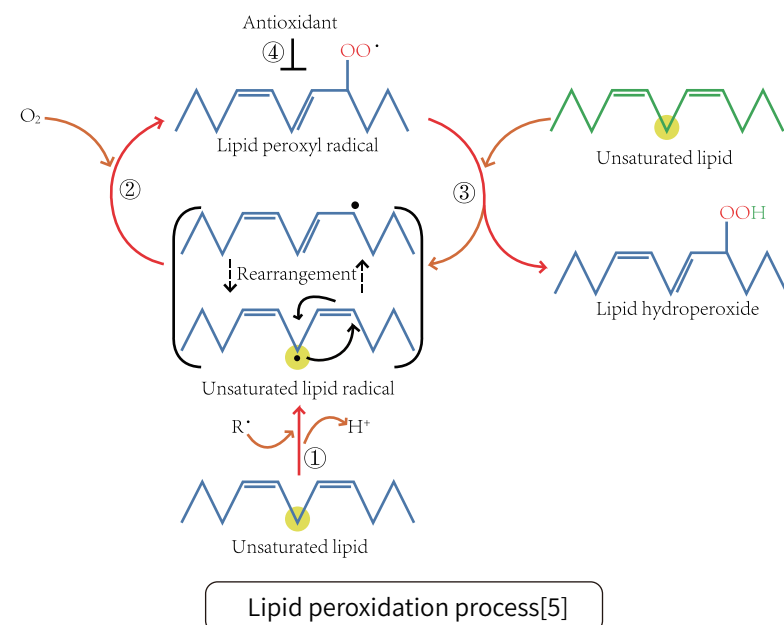 Antioxidant
④
OO·
O₂
Lipid peroxyl radical
Unsaturated lipid
②
③
OOH
Rearrangement
Lipid hydroperoxide
Unsaturated lipid radical
R·
H⁺
①
Unsaturated lipid
Lipid peroxidation process[5]